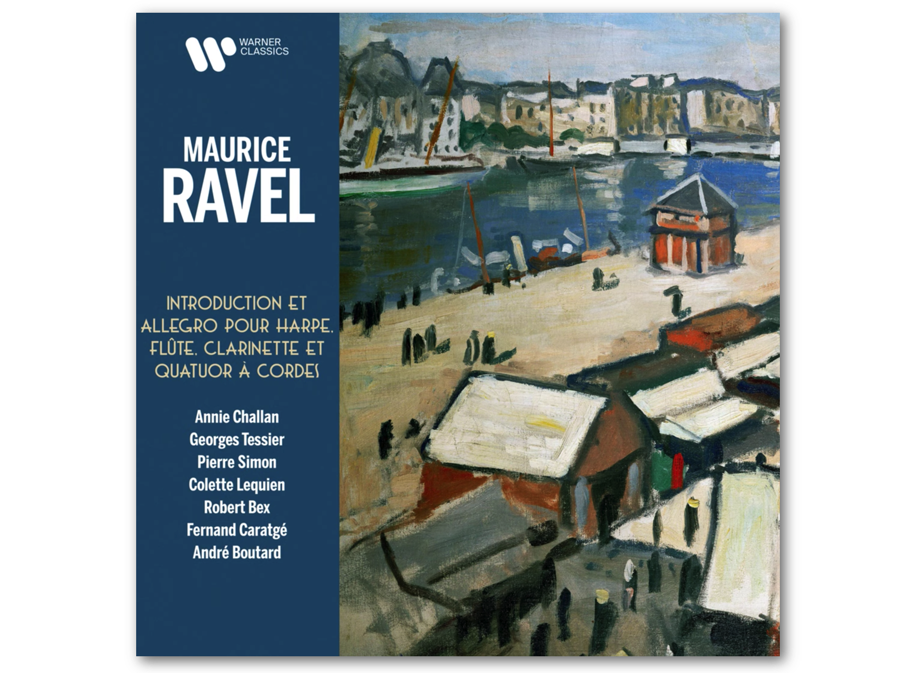 WARNER
CLASSICS
MAURICE
RAVEL
INTRODUCTION ET
ALLEGRO POUR HARPE,
FLÛTE, CLARINETTE ET
QUATUOR À CORDES
Annie Challan
Georges Tessier
Pierre Simon
Colette Lequien
Robert Bex
Fernand Caratgé
André Boutard